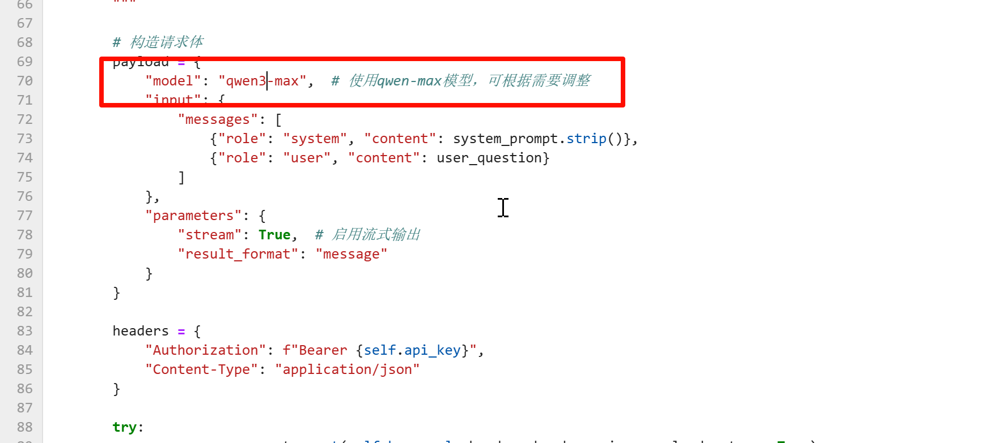 66 """
67
68 # 构造请求体
69 payload = {
70 "model": "qwen3-max", # 使用qwen-max模型，可根据需要调整
71 "input": {
72 "messages": [
73 {"role": "system", "content": system_prompt.strip()},
74 {"role": "user", "content": user_question}
75 ]
76 },
77 "parameters": {
78 "stream": True, # 启用流式输出
79 "result_format": "message"
80 }
81 }
82
83 headers = {
84 "Authorization": f"Bearer {self.api_key}",
85 "Content-Type": "application/json"
86 }
87
88 try: